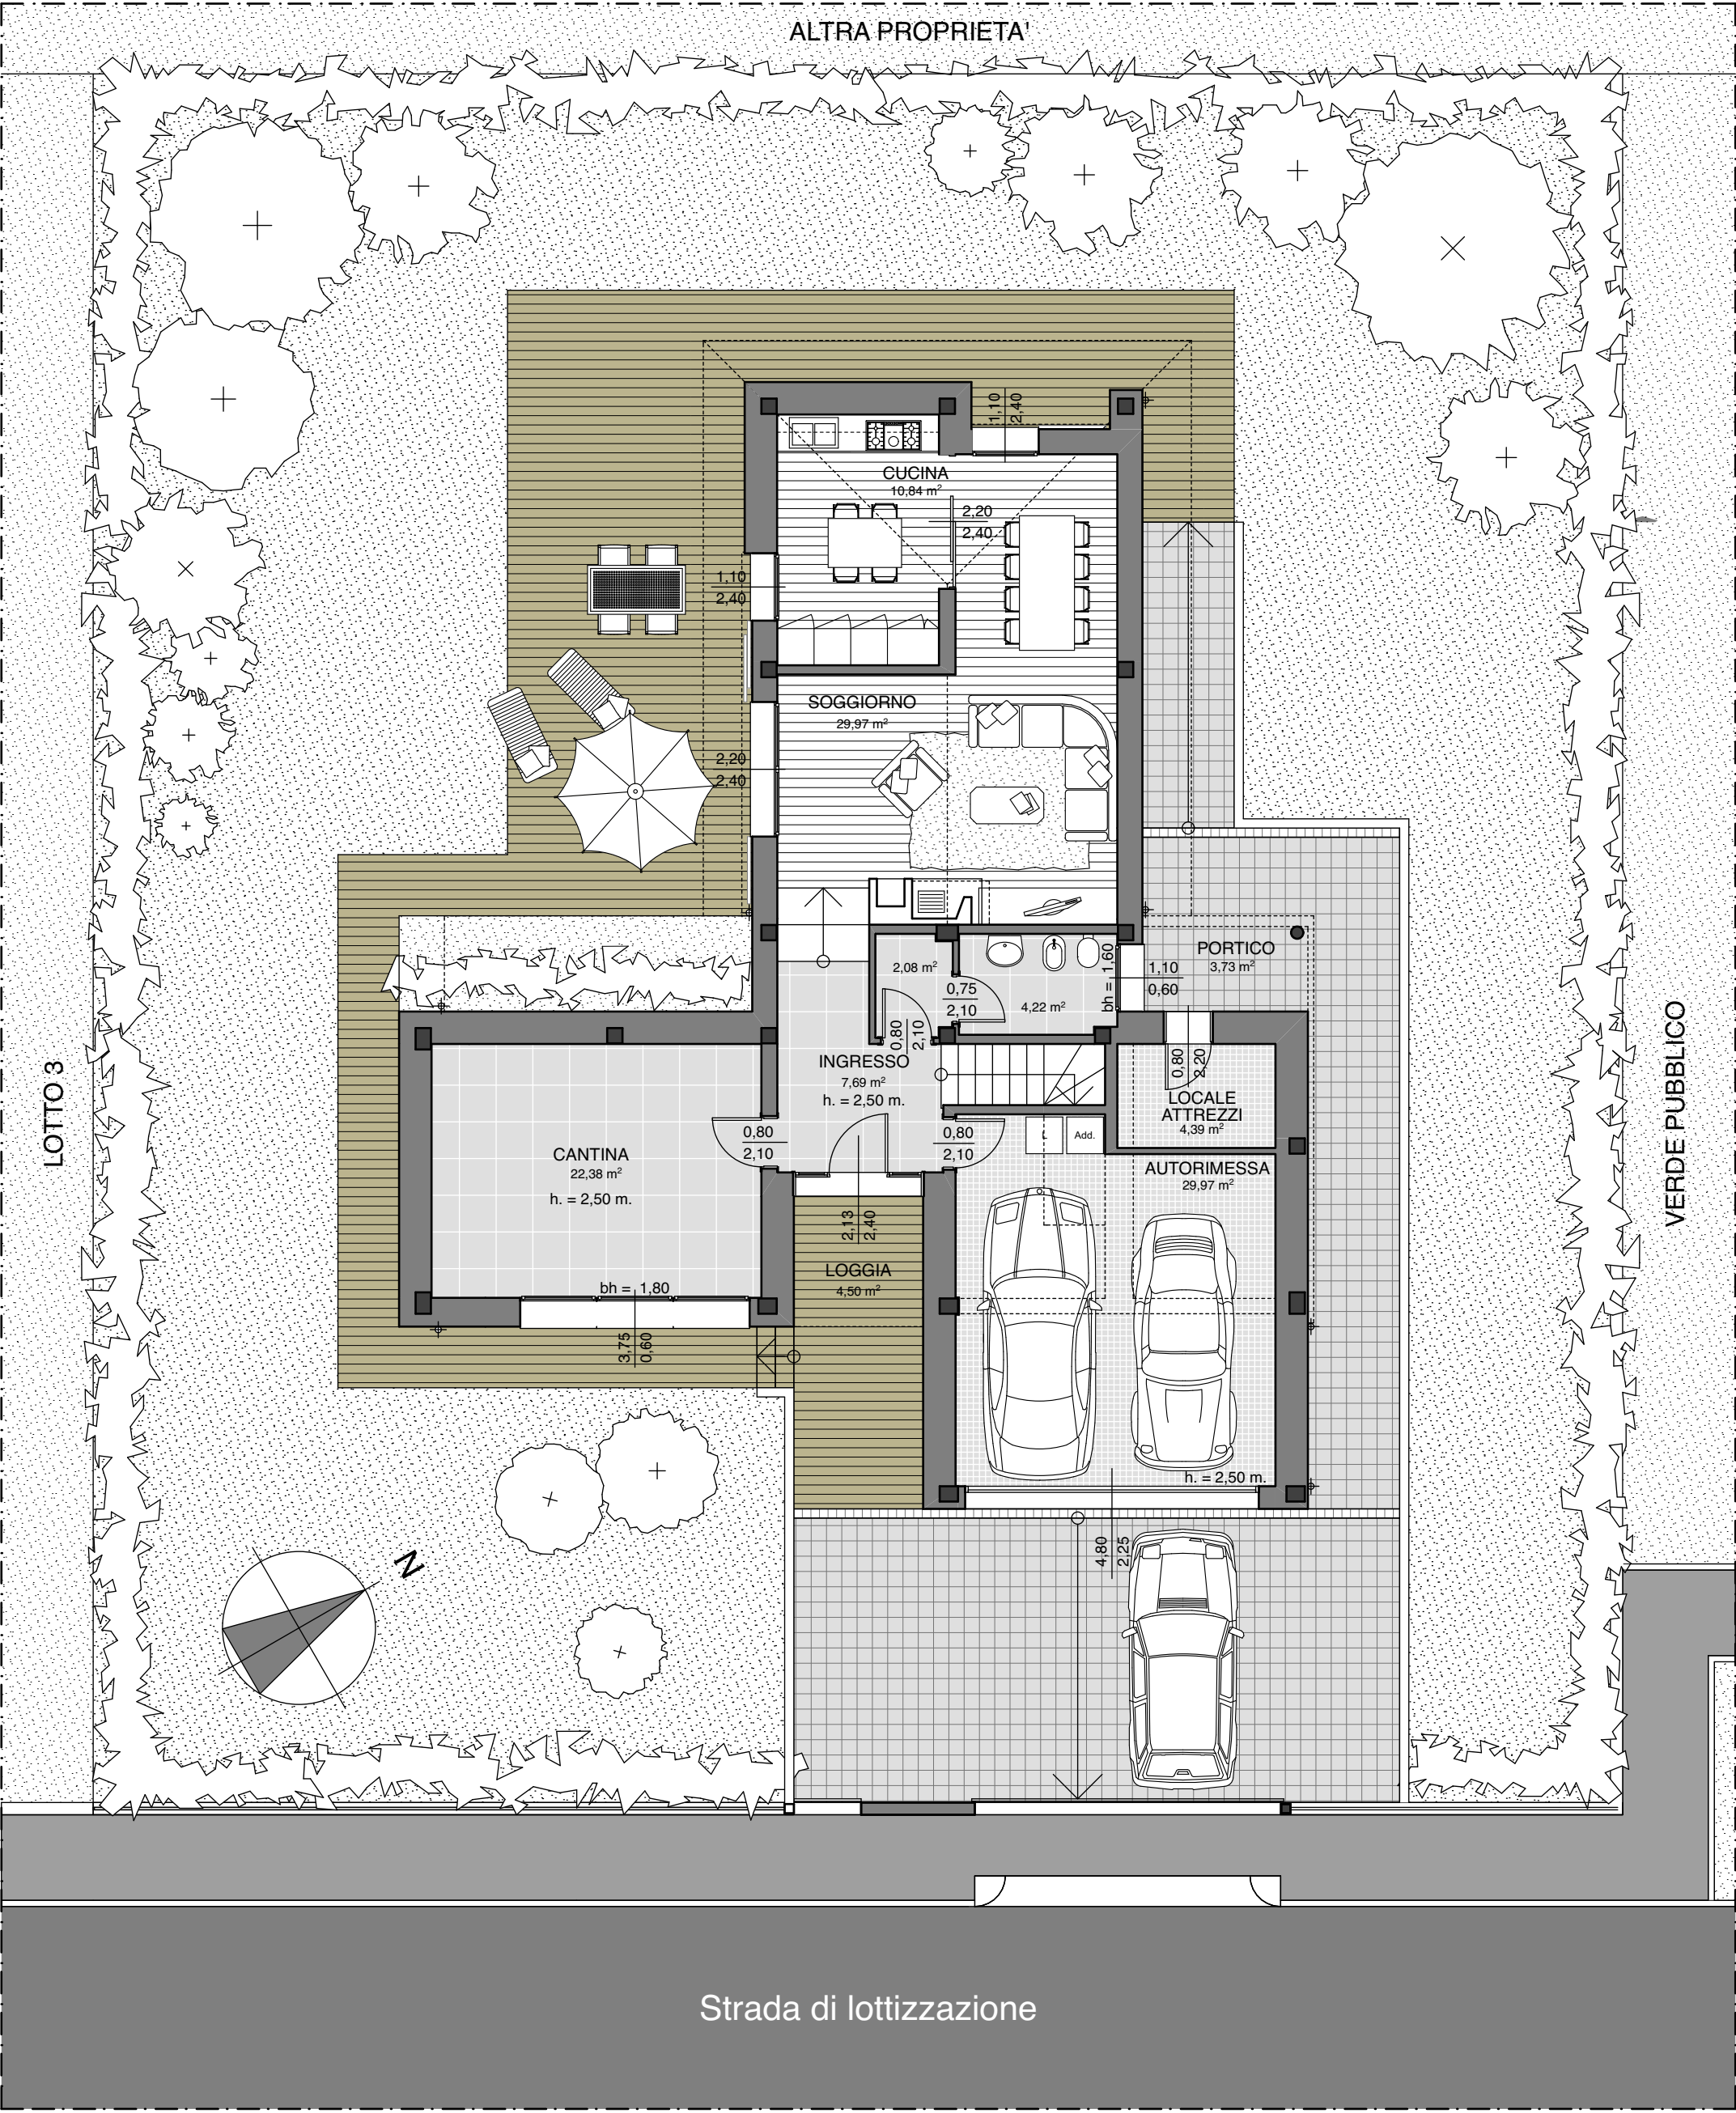 ALTRA PROPRIETA'
1,10
2,40
CUCINA
10,84 m²
2,20
2,40
1,10
2,40
SOGGIORNO
29,97 m²
2,20
2,40
PORTICO
3,73 m²
2,08 m²
0,75
2,10
4,22 m²
bh = 1,60
1,10
0,60
0,80
2,10
INGRESSO
7,69 m²
h. = 2,50 m.
0,80
2,20
LOCALE
ATTREZZI
4,39 m²
L
Add.
LOTTO 3
VERDE PUBBLICO
CANTINA
22,38 m²
h. = 2,50 m.
0,80
2,10
0,80
2,10
AUTORIMESSA
29,97 m²
2,13
2,40
LOGGIA
4,50 m²
bh = 1,80
3,75
0,60
h. = 2,50 m.
4,80
2,25
N
Strada di lottizzazione